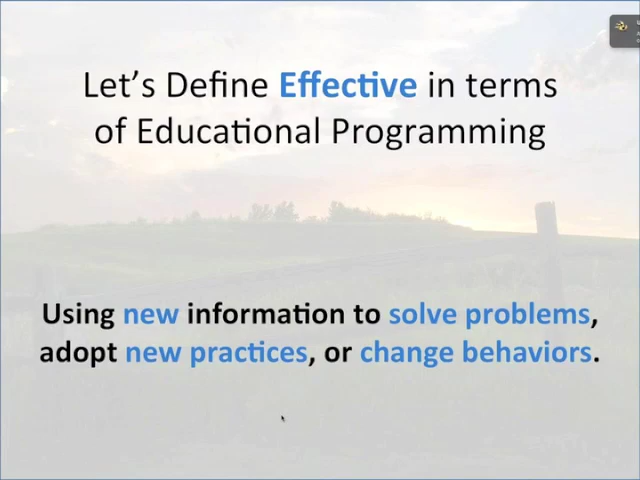 Let's Define Effective in terms
of Educational Programming
Using new information to solve problems,
adopt new practices, or change behaviors.